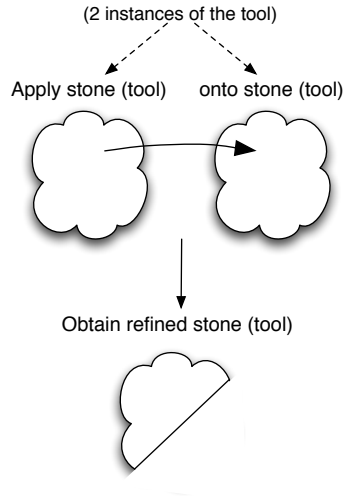 (2 instances of the tool)
Apply stone (tool)
onto stone (tool)
Obtain refined stone (tool)